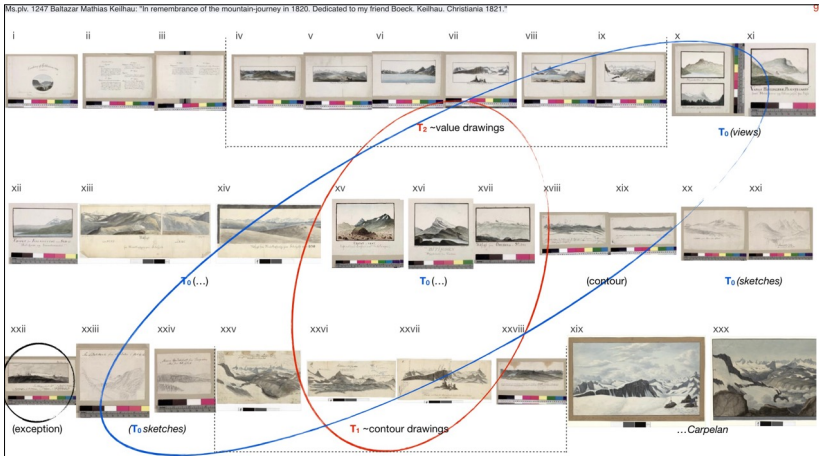 Ms.plv. 1247 Baltazar Mathias Keilhau: "In remembrance of the mountain-journey in 1820. Dedicated to my friend Boeck. Keilhau. Christiania 1821."
9
i ii iii iv v vi vii viii ix x xi
T₂ ~value drawings
T₀ (views)
xii xiii xiv xv xvi xvii xviii xix xx xxi
T₀ (...)
T₀ (...)
(contour)
T₀ (sketches)
xxii xxiii xxiv xxv xxvi xxvii xxviii xix xxx
(exception)
(T₀ sketches)
T₁ ~contour drawings
...Carpelan